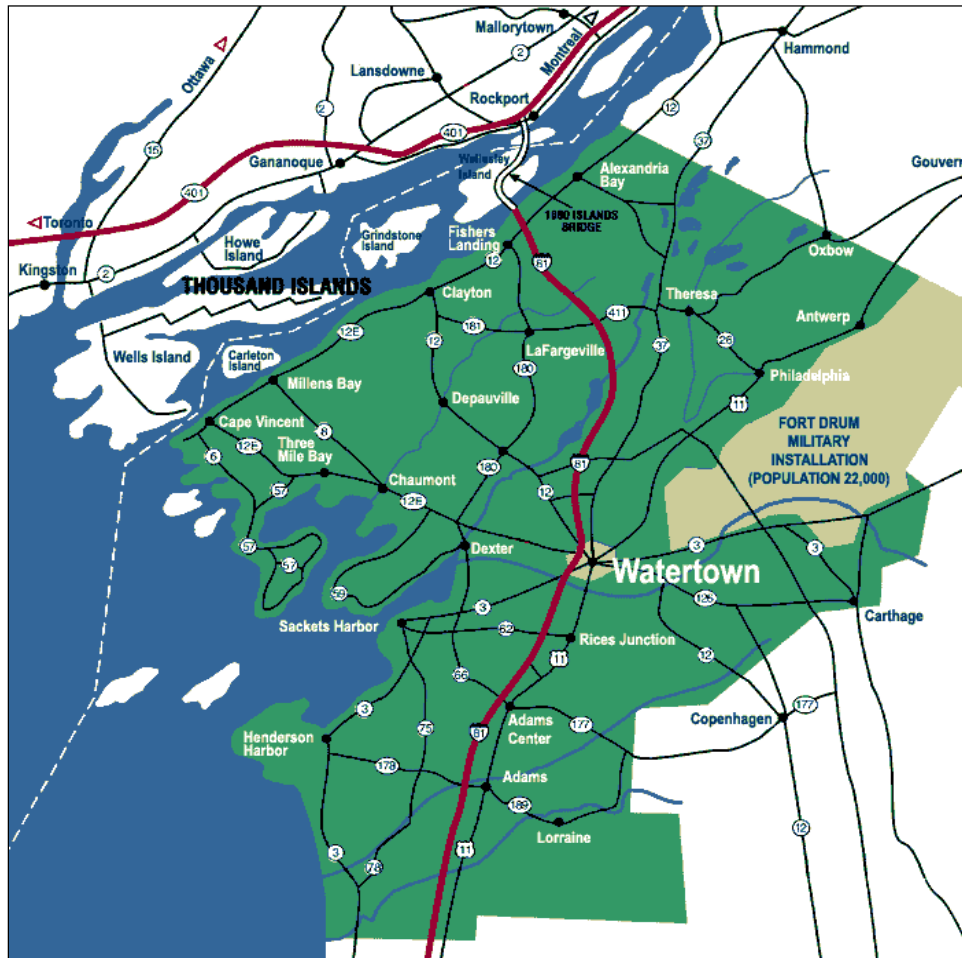 Mallorytown
Hammond
2
Montreal
Ottawa
Lansdowne
Rockport
2
12
401
37
15
Gananoque
Wellesley
Island
Alexandria
Bay
Gouvern
401
Toronto
Grindstone
Island
Fishers
Landing
ISLANDS
BRIDGE
Howe
Island
Oxbow
Kingston
2
12
81
THOUSAND ISLANDS
Clayton
Theresa
12E
181
411
Antwerp
12
LaFargeville
37
26
Wells Island
Carleton
Island
180
Millens Bay
Philadelphia
Depauville
11
Cape Vincent
8
FORT DRUM
MILITARY
INSTALLATION
(POPULATION 22,000)
12E
Three
Mile Bay
6
180
81
57
Chaumont
12E
12
57
Dexter
3
3
57
Watertown
59
126
3
Carthage
Sackets Harbor
62
Rices Junction
11
12
66
177
3
75
Adams
Center
177
Copenhagen
Henderson
Harbor
81
178
Adams
189
Lorraine
12
3
11
78